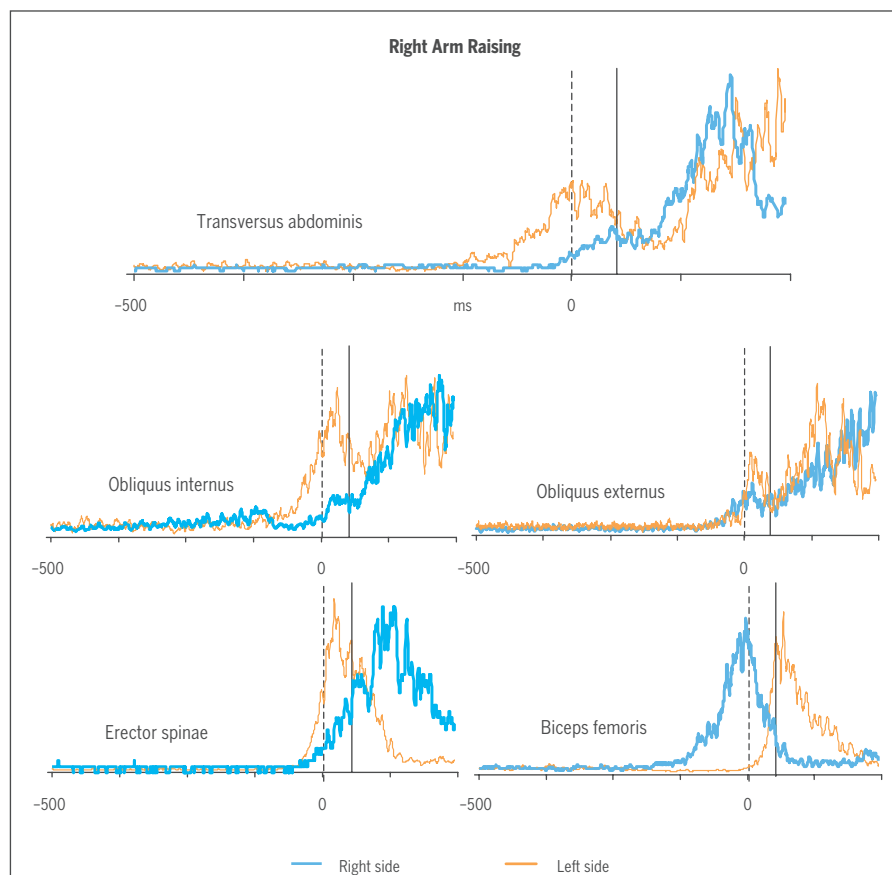 Right Arm Raising
Transversus abdominis
−500 ms 0
Obliquus internus
Obliquus externus
−500 0
−500 0
Erector spinae
Biceps femoris
−500 0
−500 0
Right side Left side